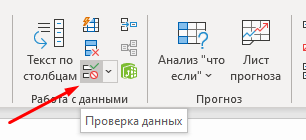 Текст по
столбцам
Анализ "что
если"
Лист
прогноза
Работа с данными
Прогноз
Проверка данных